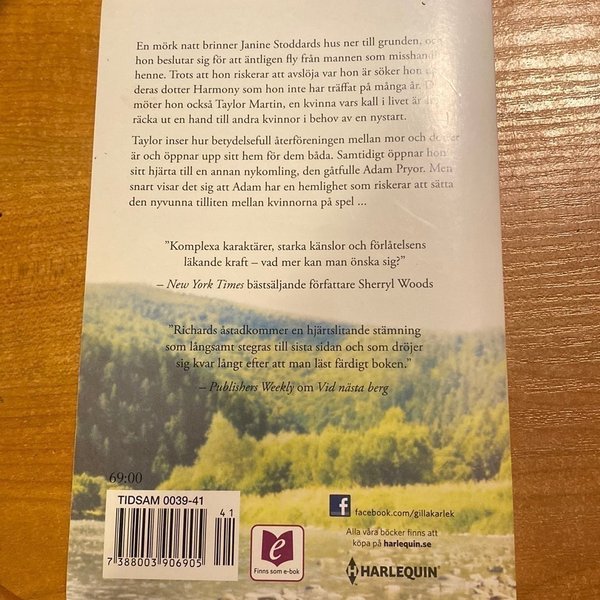 En mörk natt brinner Janine Stoddards hus ner till grunden, oc
hon beslutar sig för att äntligen fly från mannen som misshand
henne. Trots att hon riskerar att avslöja var hon är söker hon
deras dotter Harmony som hon inte har träffat på många år.
möter hon också Taylor Martin, en kvinna vars kall i livet är
räcka ut en hand till andra kvinnor i behov av en nystart.
Taylor inser hur betydelsefull återföreningen mellan mor och
är och öppnar upp sitt hem för dem båda. Samtidigt öppnar hon
sitt hjärta till en annan nykomling, den gåtfulle Adam Pryor. Men
snart visar det sig att Adam har en hemlighet som riskerar att sätta
den nyvunna tilliten mellan kvinnorna på spel ...
”Komplexa karaktärer, starka känslor och förlåtelsens
läkande kraft – vad mer kan man önska sig?”
– New York Times bästsäljande författare Sherryl Woods
”Richards åstadkommer en hjärtslitande stämning
som långsamt stegras till sista sidan och som dröjer
sig kvar långt efter att man läst färdigt boken.”
– Publishers Weekly om Vid nästa berg
69:00
TIDSAM 0039-41
41
7388003906905
e
Finns som e-bok
f
facebook.com/gillakarlek
Alla våra böcker finns att
köpa på harlequin.se
HARLEQUIN